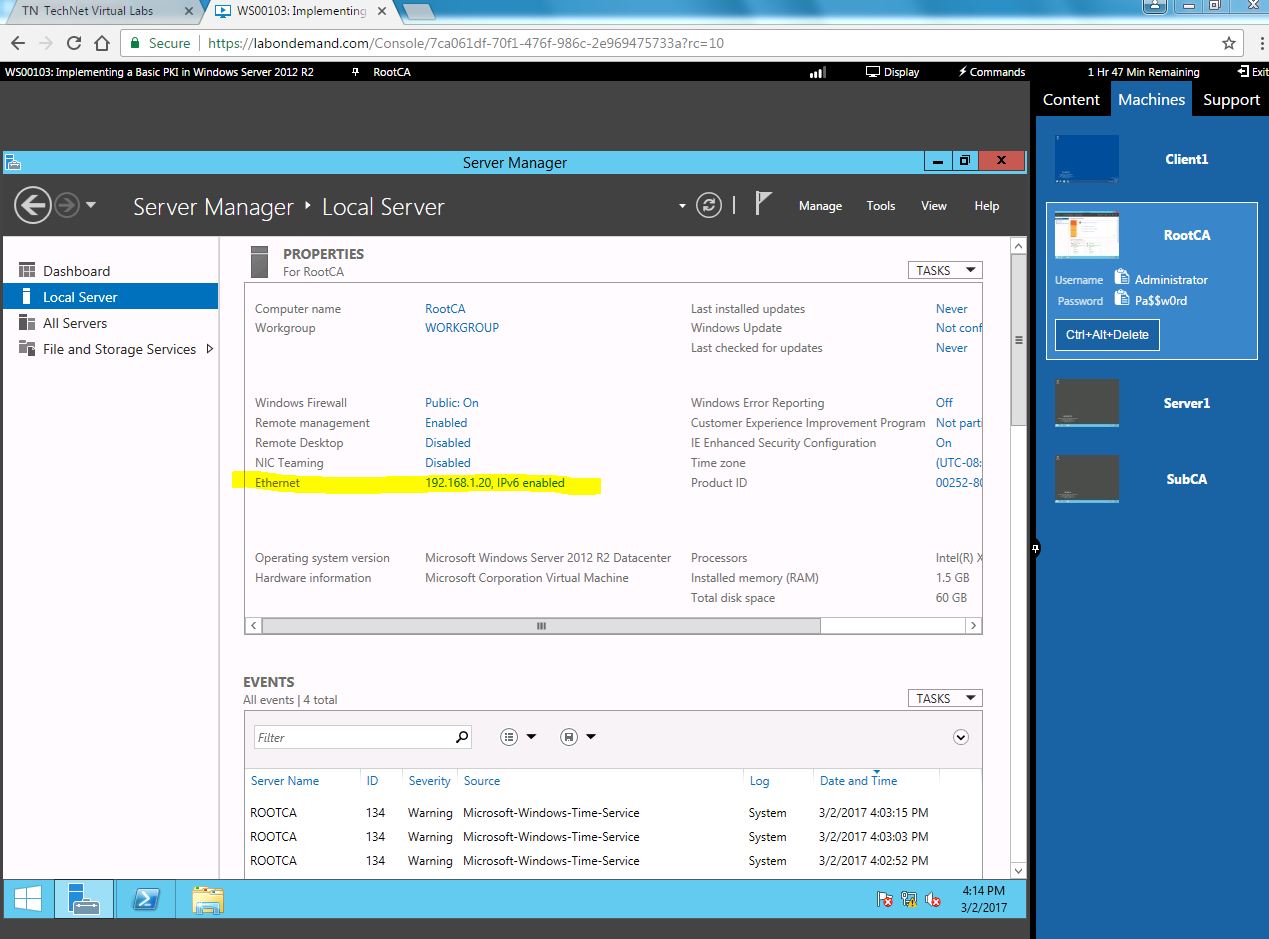 TN TechNet Virtual Labs
WS00103: Implementing
Secure
https://labondemand.com/Console/7ca061df-70f1-476f-986c-2e969475733a?rc=10
WS00103: Implementing a Basic PKI in Windows Server 2012 R2
RootCA
Display
Commands
1 Hr 47 Min Remaining
Exit
Content
Machines
Support
Server Manager
Server Manager
Local Server
Manage
Tools
View
Help
Dashboard
Local Server
All Servers
File and Storage Services
PROPERTIES
For RootCA
TASKS
Computer name RootCA Last installed updates Never
Workgroup WORKGROUP Windows Update Not conf
Last checked for updates Never
Windows Firewall Public: On Windows Error Reporting Off
Remote management Enabled Customer Experience Improvement Program Not parti
Remote Desktop Disabled IE Enhanced Security Configuration On
NIC Teaming Disabled Time zone (UTC-08:
Ethernet 192.168.1.20, IPv6 enabled Product ID 00252-80
Operating system version Microsoft Windows Server 2012 R2 Datacenter Processors Intel(R) X
Hardware information Microsoft Corporation Virtual Machine Installed memory (RAM) 1.5 GB
Total disk space 60 GB
EVENTS
All events | 4 total
TASKS
Filter
Server Name ID Severity Source Log Date and Time
ROOTCA 134 Warning Microsoft-Windows-Time-Service System 3/2/2017 4:03:15 PM
ROOTCA 134 Warning Microsoft-Windows-Time-Service System 3/2/2017 4:03:03 PM
ROOTCA 134 Warning Microsoft-Windows-Time-Service System 3/2/2017 4:02:52 PM
4:14 PM
3/2/2017
Client1
RootCA
Username Administrator
Password Pa$$w0rd
Ctrl+Alt+Delete
Server1
SubCA